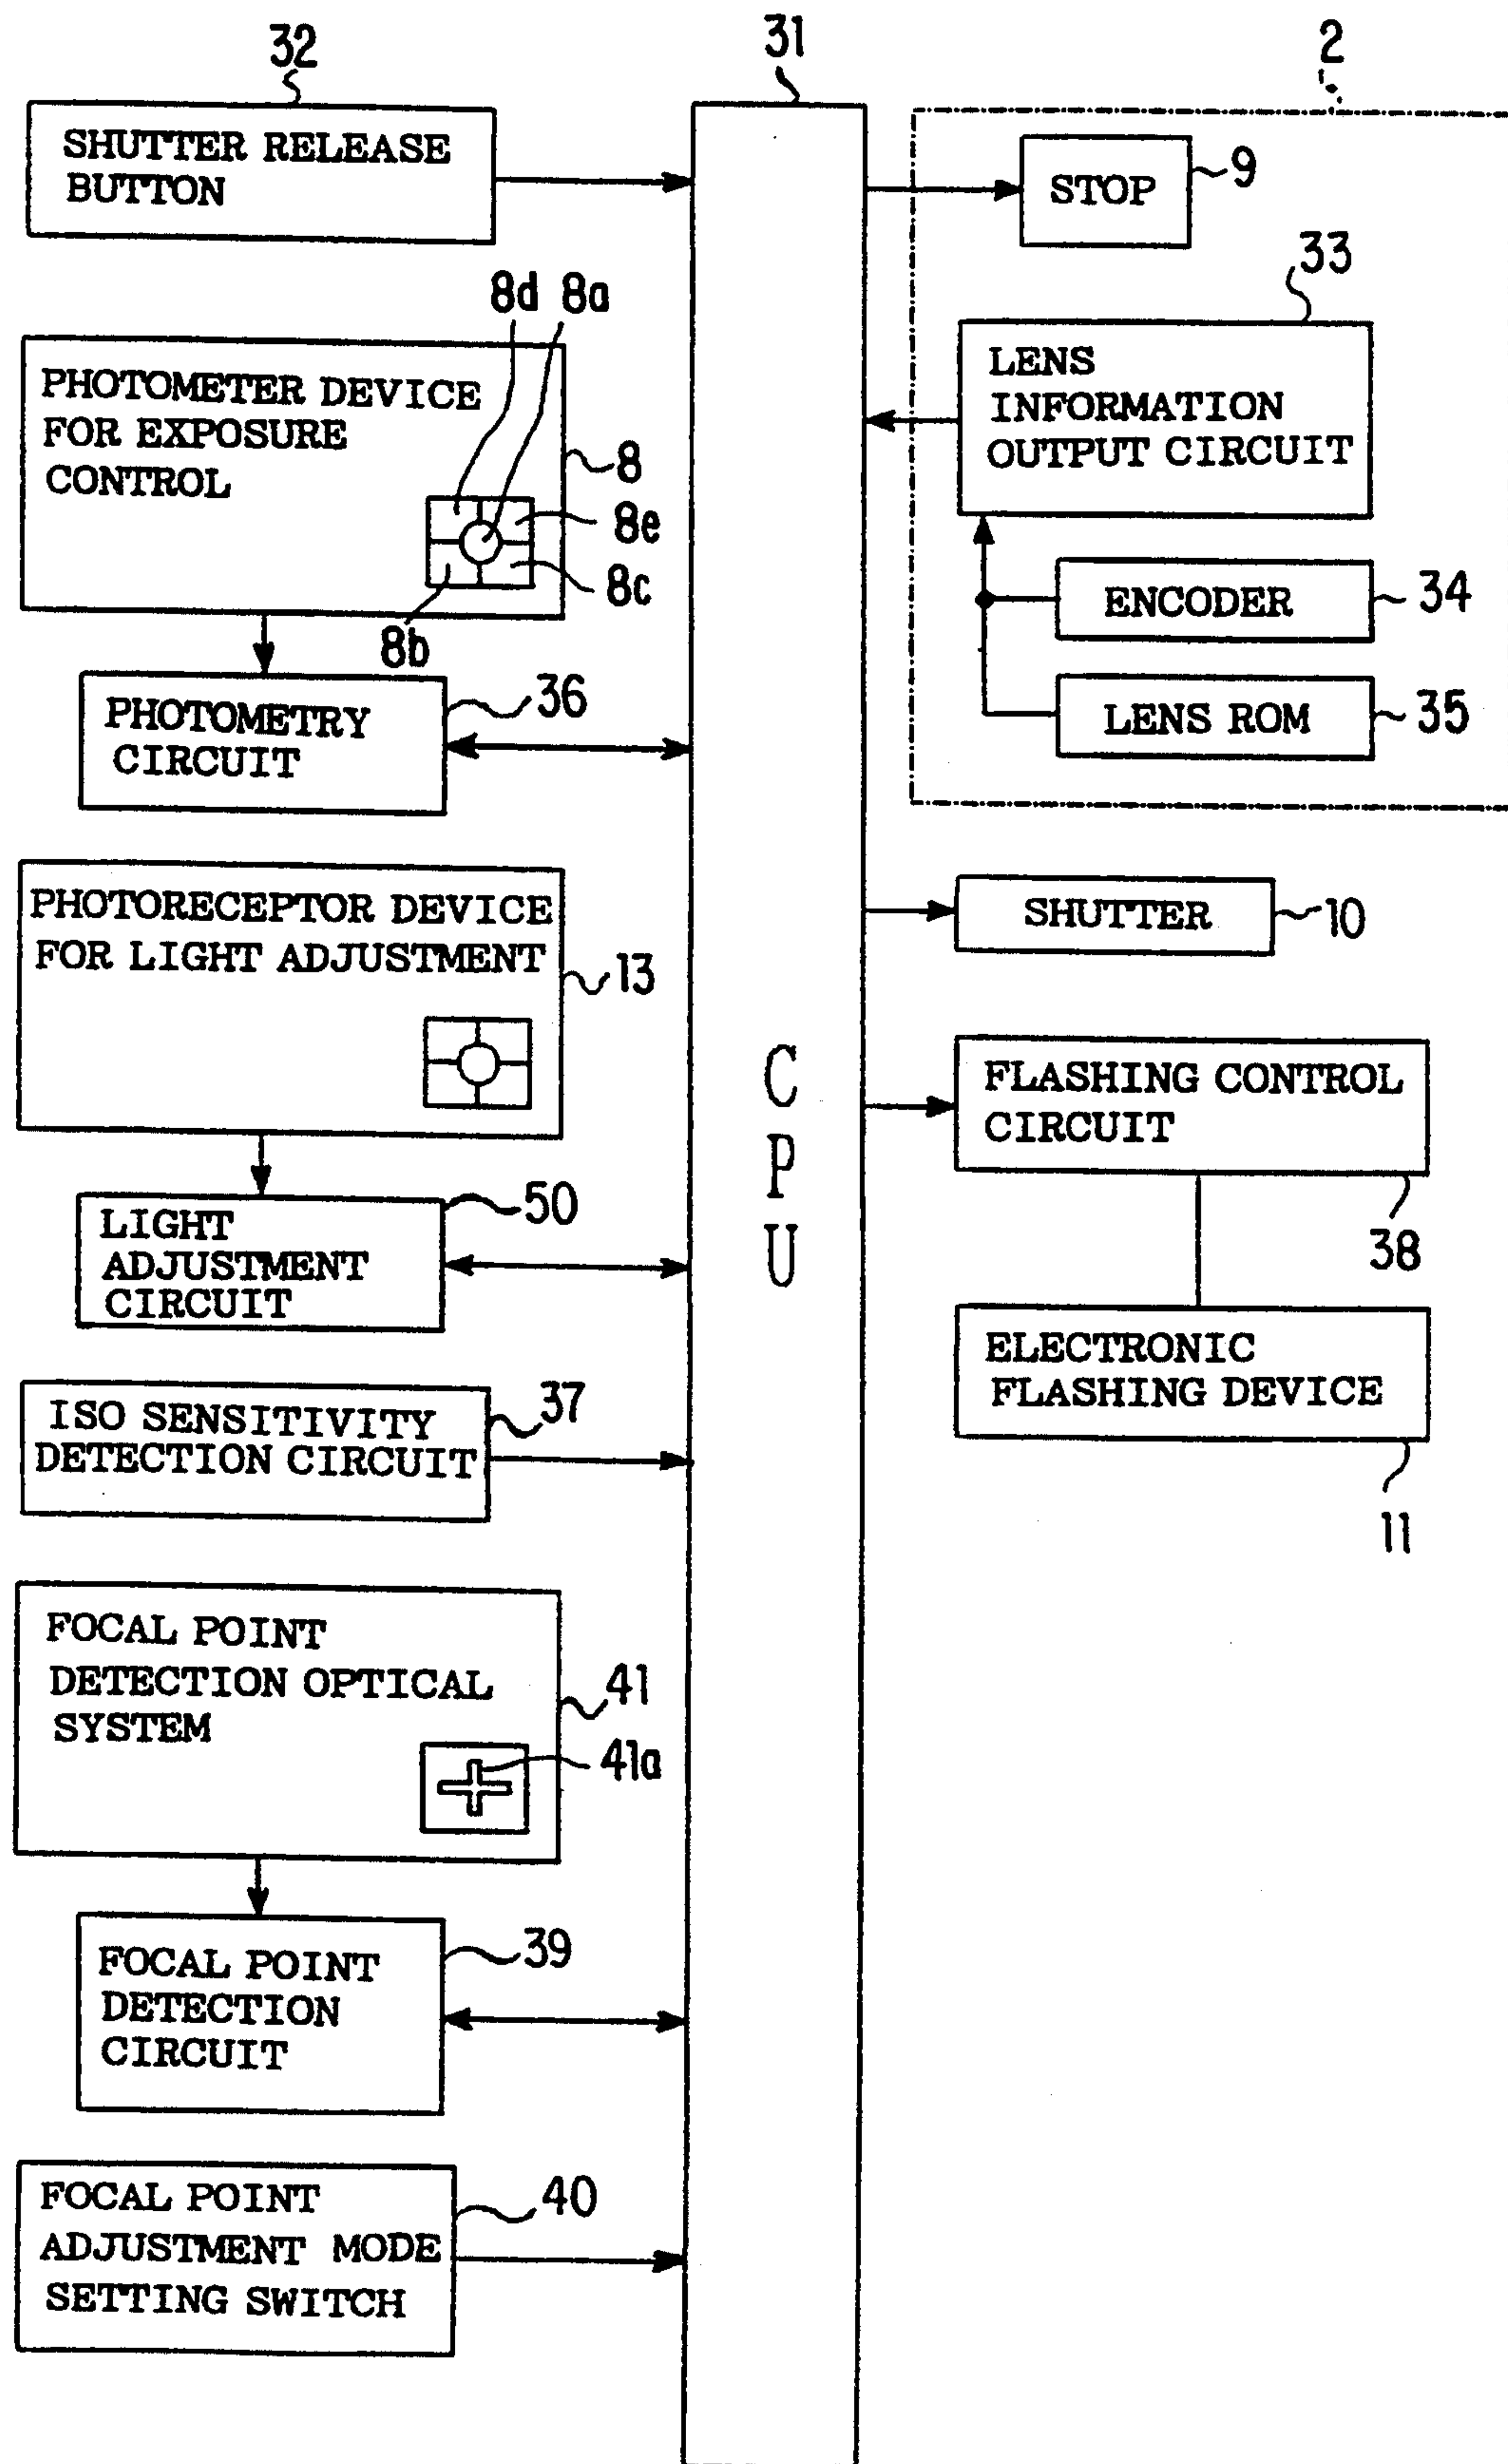 32
SHUTTER RELEASE
BUTTON
8d 8a
PHOTOMETER DEVICE
FOR EXPOSURE
CONTROL
8
8e
8c
8b
PHOTOMETRY
CIRCUIT
36
PHOTORECEPTOR DEVICE
FOR LIGHT ADJUSTMENT
13
LIGHT
ADJUSTMENT
CIRCUIT
50
ISO SENSITIVITY
DETECTION CIRCUIT
37
FOCAL POINT
DETECTION OPTICAL
SYSTEM
41
41a
FOCAL POINT
DETECTION
CIRCUIT
39
FOCAL POINT
ADJUSTMENT MODE
SETTING SWITCH
40
31
C
P
U
2
STOP
9
33
LENS
INFORMATION
OUTPUT CIRCUIT
ENCODER
34
LENS ROM
35
SHUTTER
10
FLASHING CONTROL
CIRCUIT
38
ELECTRONIC
FLASHING DEVICE
11